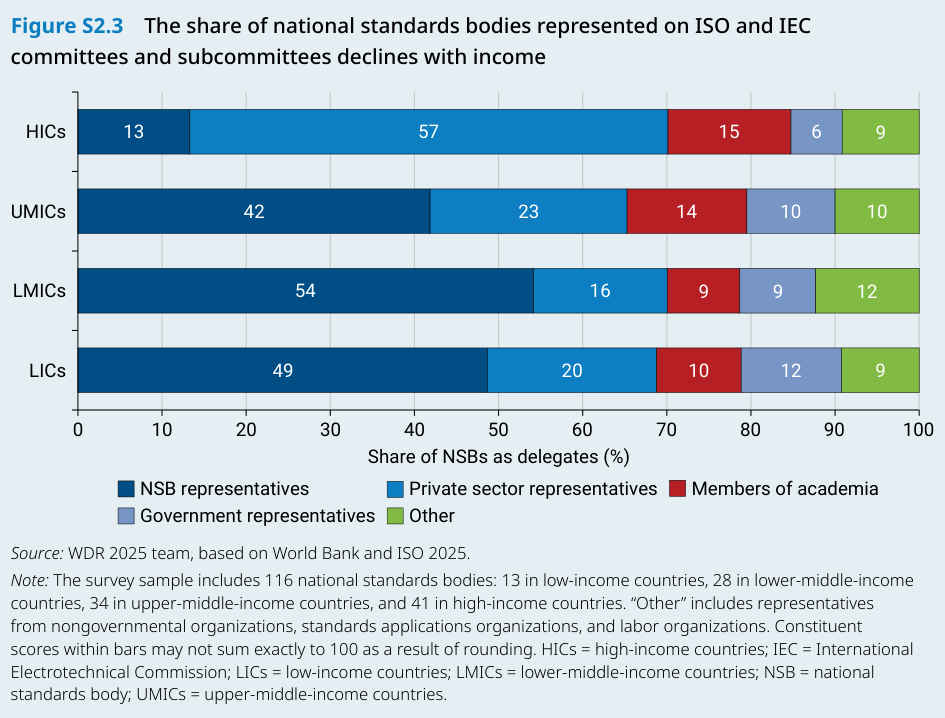 Figure S2.3 The share of national standards bodies represented on ISO and IEC
committees and subcommittees declines with income
HICs 13 57 15 6 9
UMICs 42 23 14 10 10
LMICs 54 16 9 9 12
LICs 49 20 10 12 9
0 10 20 30 40 50 60 70 80 90 100
Share of NSBs as delegates (%)
NSB representatives Private sector representatives Members of academia
Government representatives Other
Source: WDR 2025 team, based on World Bank and ISO 2025.
Note: The survey sample includes 116 national standards bodies: 13 in low-income countries, 28 in lower-middle-income
countries, 34 in upper-middle-income countries, and 41 in high-income countries. “Other” includes representatives
from nongovernmental organizations, standards applications organizations, and labor organizations. Constituent
scores within bars may not sum exactly to 100 as a result of rounding. HICs = high-income countries; IEC = International
Electrotechnical Commission; LICs = low-income countries; LMICs = lower-middle-income countries; NSB = national
standards body; UMICs = upper-middle-income countries.